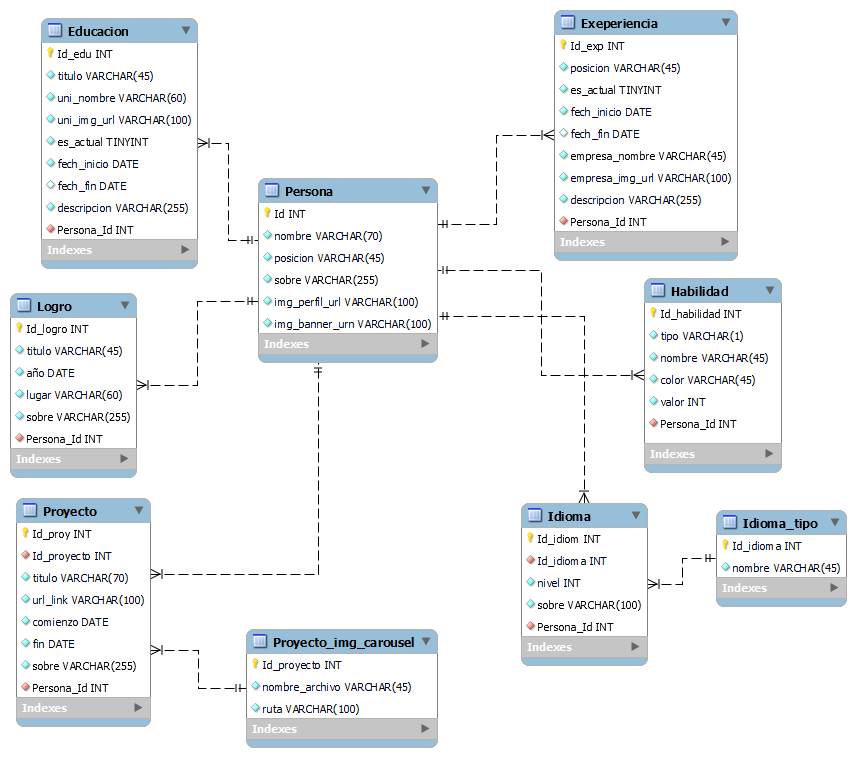 Educacion
Id_edu INT
titulo VARCHAR(45)
uni_nombre VARCHAR(60)
uni_img_url VARCHAR(100)
es_actual TINYINT
fech_inicio DATE
fech_fin DATE
descripcion VARCHAR(255)
Persona_Id INT
Indexes
Exeperiencia
Id_exp INT
posicion VARCHAR(45)
es_actual TINYINT
fech_inicio DATE
fech_fin DATE
empresa_nombre VARCHAR(45)
empresa_img_url VARCHAR(100)
descripcion VARCHAR(255)
Persona_Id INT
Indexes
Persona
Id INT
nombre VARCHAR(70)
posicion VARCHAR(45)
sobre VARCHAR(255)
img_perfil_url VARCHAR(100)
img_banner_urn VARCHAR(100)
Indexes
Logro
Id_logro INT
titulo VARCHAR(45)
año DATE
lugar VARCHAR(60)
sobre VARCHAR(255)
Persona_Id INT
Indexes
Habilidad
Id_habilidad INT
tipo VARCHAR(1)
nombre VARCHAR(45)
color VARCHAR(45)
valor INT
Persona_Id INT
Indexes
Proyecto
Id_proy INT
Id_proyecto INT
titulo VARCHAR(70)
url_link VARCHAR(100)
comienzo DATE
fin DATE
sobre VARCHAR(255)
Persona_Id INT
Indexes
Proyecto_img_carousel
Id_proyecto INT
nombre_archivo VARCHAR(45)
ruta VARCHAR(100)
Indexes
Idioma
Id_idiom INT
Id_idioma INT
nivel INT
sobre VARCHAR(100)
Persona_Id INT
Indexes
Idioma_tipo
Id_idioma INT
nombre VARCHAR(45)
Indexes